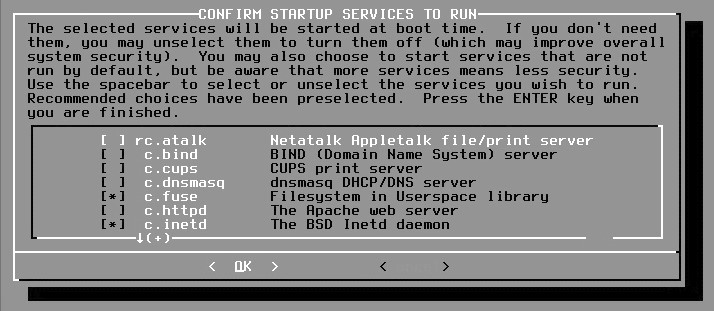 CONFIRM STARTUP SERVICES TO RUN
The selected services will be started at boot time.  If you don't need
them, you may unselect them to turn them off (which may improve overall
system security).  You may also choose to start services that are not
run by default, but be aware that more services means less security.
Use the spacebar to select or unselect the services you wish to run.
Recommended choices have been preselected.  Press the ENTER key when
you are finished.
[ ] rc.atalk Netatalk Appletalk file/print server
[ ] c.bind BIND (Domain Name System) server
[ ] c.cups CUPS print server
[ ] c.dnsmasq dnsmasq DHCP/DNS server
[*] c.fuse Filesystem in Userspace library
[ ] c.httpd The Apache web server
[*] c.inetd The BSD Inetd daemon
↓(+)
< OK > < >